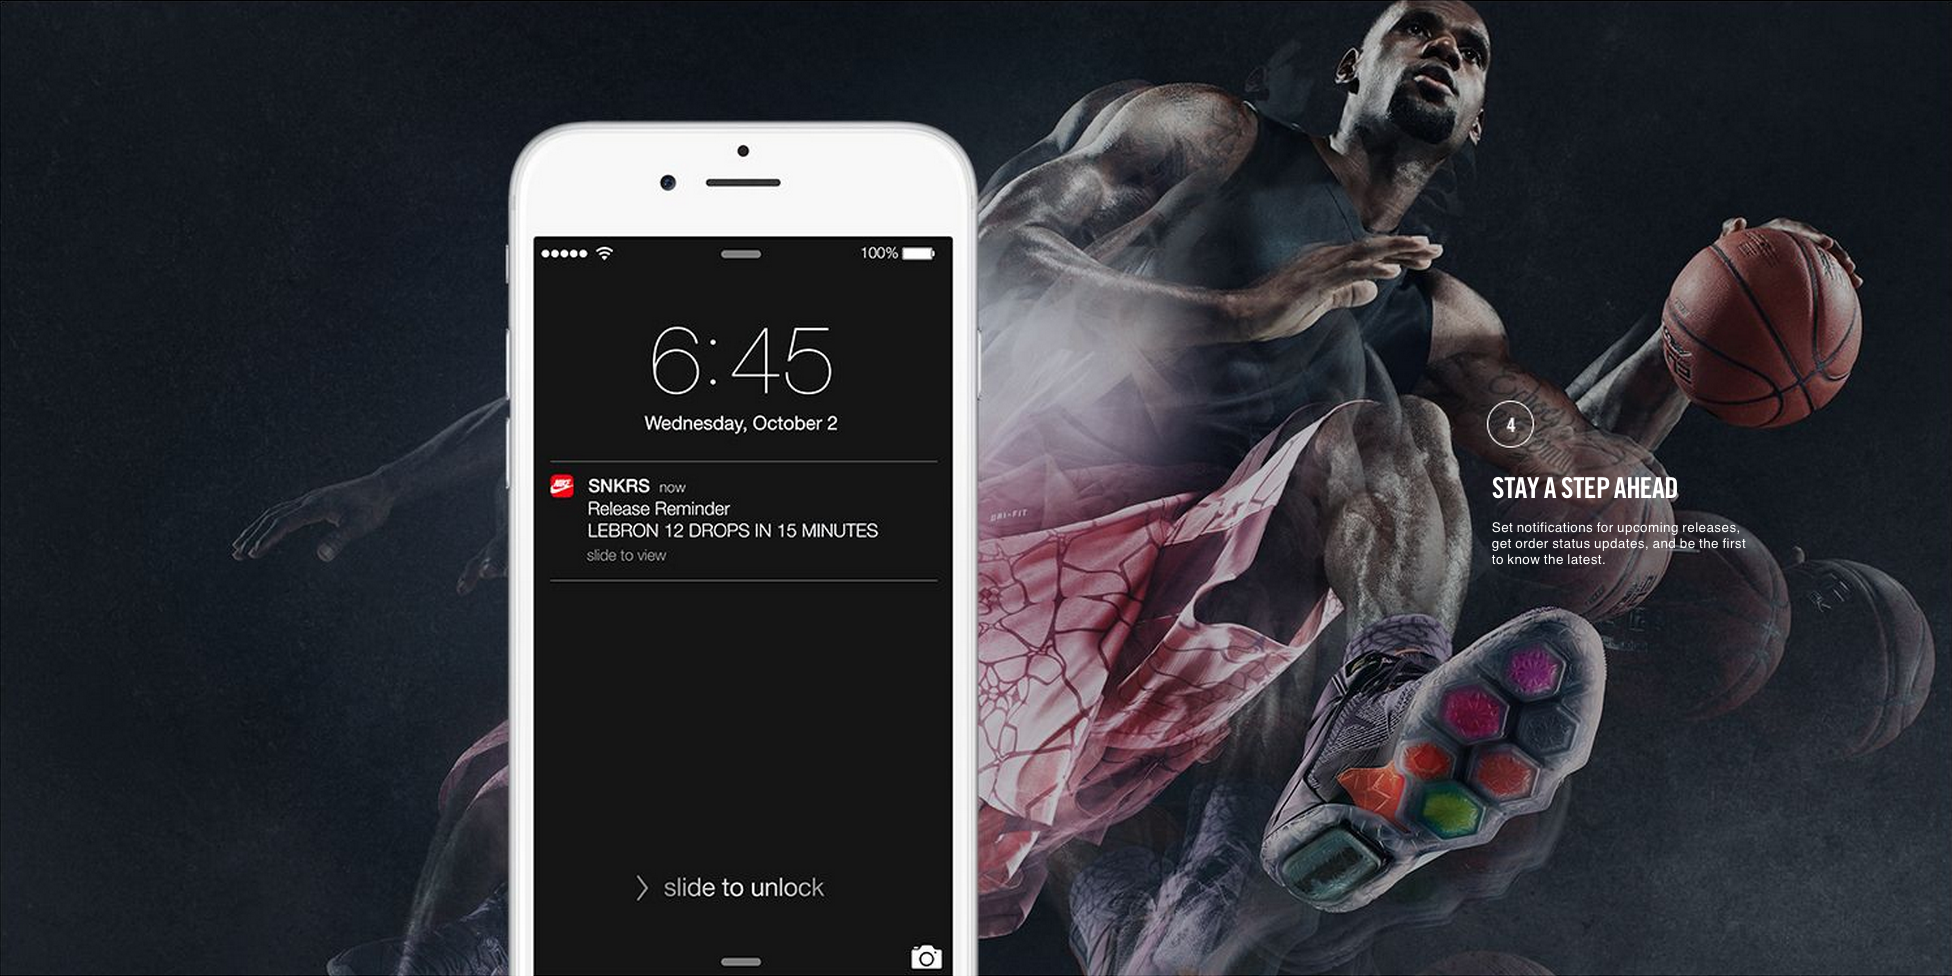 100%
6:45
Wednesday, October 2
SNKRS now
Release Reminder
LEBRON 12 DROPS IN 15 MINUTES
slide to view
slide to unlock
DRI-FIT
4
STAY A STEP AHEAD
Set notifications for upcoming releases,
get order status updates, and be the first
to know the latest.